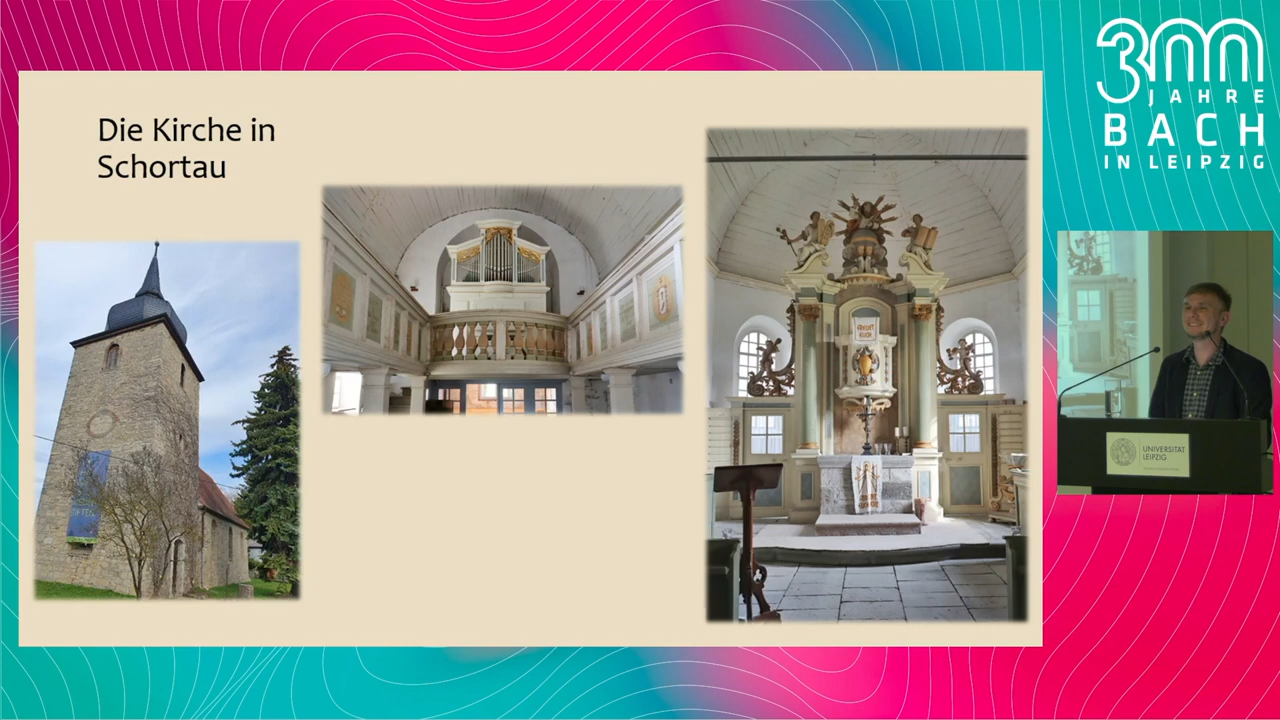 Die Kirche in
Schortau
300
JAHRE
BACH
IN LEIPZIG
UNIVERSITÄT
LEIPZIG